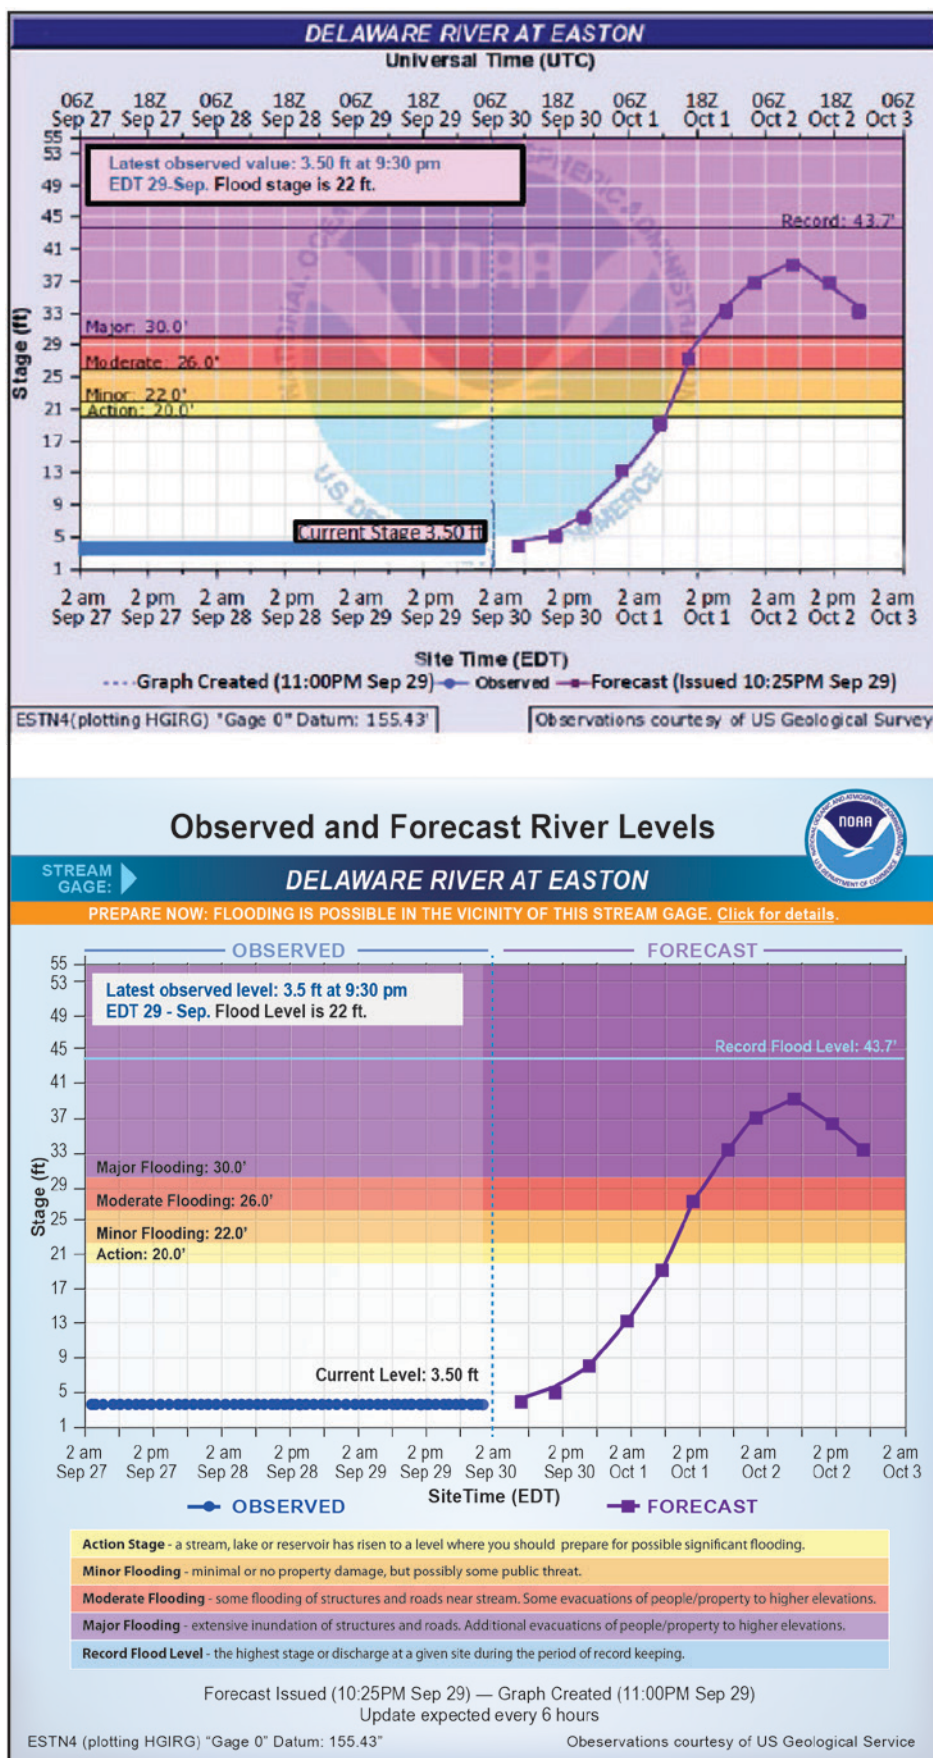 DELAWARE RIVER AT EASTON
Universal Time (UTC)
06Z 18Z 06Z 18Z 06Z 18Z 06Z 18Z 06Z 18Z 06Z 18Z 06Z
Sep 27 Sep 27 Sep 28 Sep 28 Sep 29 Sep 29 Sep 30 Sep 30 Oct 1 Oct 1 Oct 2 Oct 2 Oct 3
55
53
Latest observed value: 3.50 ft at 9:30 pm
EDT 29-Sep. Flood stage is 22 ft.
49
45
Record: 43.7'
41
37
33
Major: 30.0'
29
Moderate: 26.0'
25
Minor: 22.0'
21
Action: 20.0'
17
13
9
5
1
Stage (ft)
NOAA
Current Stage 3.50 ft
2 am 2 pm 2 am 2 pm 2 am 2 pm 2 am 2 pm 2 am 2 pm 2 am 2 pm 2 am
Sep 27 Sep 27 Sep 28 Sep 28 Sep 29 Sep 29 Sep 30 Sep 30 Oct 1 Oct 1 Oct 2 Oct 2 Oct 3
Site Time (EDT)
Graph Created (11:00PM Sep 29) Observed Forecast (Issued 10:25PM Sep 29)
ESTN4(plotting HGIRG) "Gage 0" Datum: 155.43' Observations courtesy of US Geological Survey
Observed and Forecast River Levels
NATIONAL OCEANIC AND ATMOSPHERIC ADMINISTRATION
NOAA
U.S. DEPARTMENT OF COMMERCE
STREAM
GAGE:
DELAWARE RIVER AT EASTON
PREPARE NOW: FLOODING IS POSSIBLE IN THE VICINITY OF THIS STREAM GAGE. Click for details.
OBSERVED FORECAST
55
53
Latest observed level: 3.5 ft at 9:30 pm
EDT 29 - Sep. Flood Level is 22 ft.
49
45
Record Flood Level: 43.7'
41
37
33
Major Flooding: 30.0'
29
Moderate Flooding: 26.0'
25
Minor Flooding: 22.0'
21
Action: 20.0'
17
13
9
5
1
Stage (ft)
Current Level: 3.50 ft
2 am 2 pm 2 am 2 pm 2 am 2 pm 2 am 2 pm 2 am 2 pm 2 am 2 pm 2 am
Sep 27 Sep 27 Sep 28 Sep 28 Sep 29 Sep 29 Sep 30 Sep 30 Oct 1 Oct 1 Oct 2 Oct 2 Oct 3
SiteTime (EDT)
OBSERVED FORECAST
Action Stage - a stream, lake or reservoir has risen to a level where you should prepare for possible significant flooding.
Minor Flooding - minimal or no property damage, but possibly some public threat.
Moderate Flooding - some flooding of structures and roads near stream. Some evacuations of people/property to higher elevations.
Major Flooding - extensive inundation of structures and roads. Additional evacuations of people/property to higher elevations.
Record Flood Level - the highest stage or discharge at a given site during the period of record keeping.
Forecast Issued (10:25PM Sep 29) — Graph Created (11:00PM Sep 29)
Update expected every 6 hours
ESTN4 (plotting HGIRG) "Gage 0" Datum: 155.43" Obeservations courtesy of US Geological Service